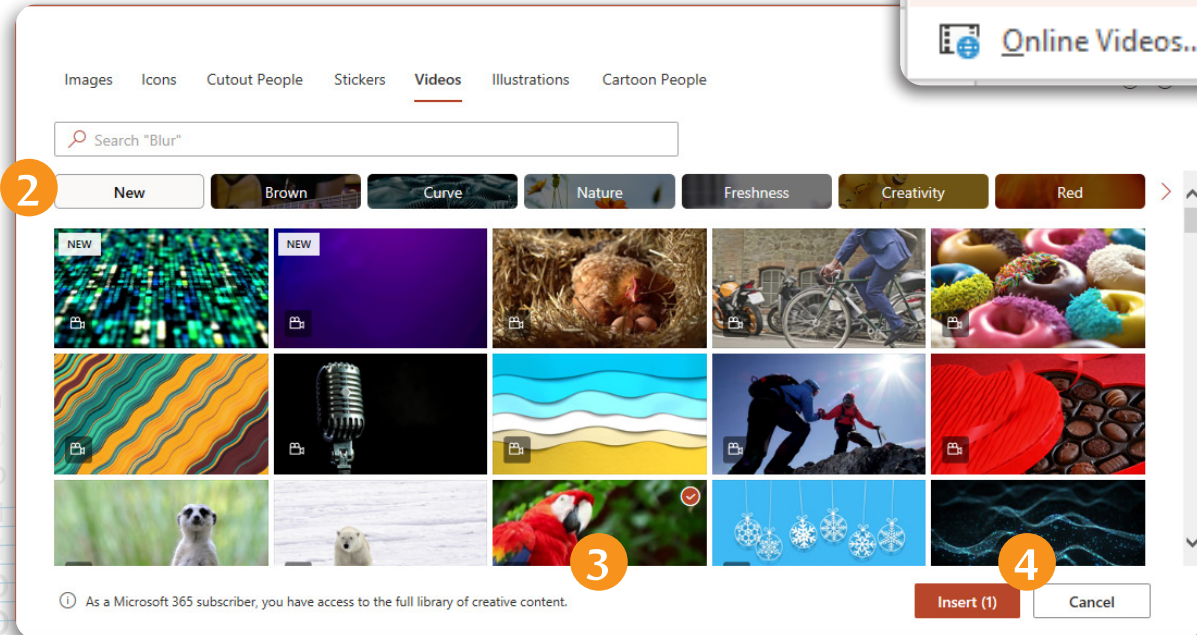 Online Videos...
Images Icons Cutout People Stickers Videos Illustrations Cartoon People
Search "Blur"
2
New Brown Curve Nature Freshness Creativity Red
NEW NEW
3
4
As a Microsoft 365 subscriber, you have access to the full library of creative content.
Insert (1) Cancel